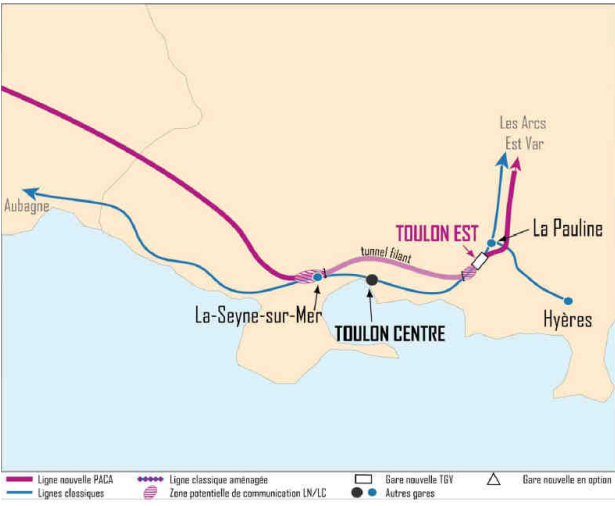 Les Arcs
Est Var
Aubagne
TOULON EST
La Pauline
tunnel filant
La-Seyne-sur-Mer
TOULON CENTRE
Hyères
Ligne nouvelle PACA
Ligne classique aménagée
Gare nouvelle TGV
Gare nouvelle en option
Lignes classiques
Zone potentielle de communication LN/LC
Autres gares